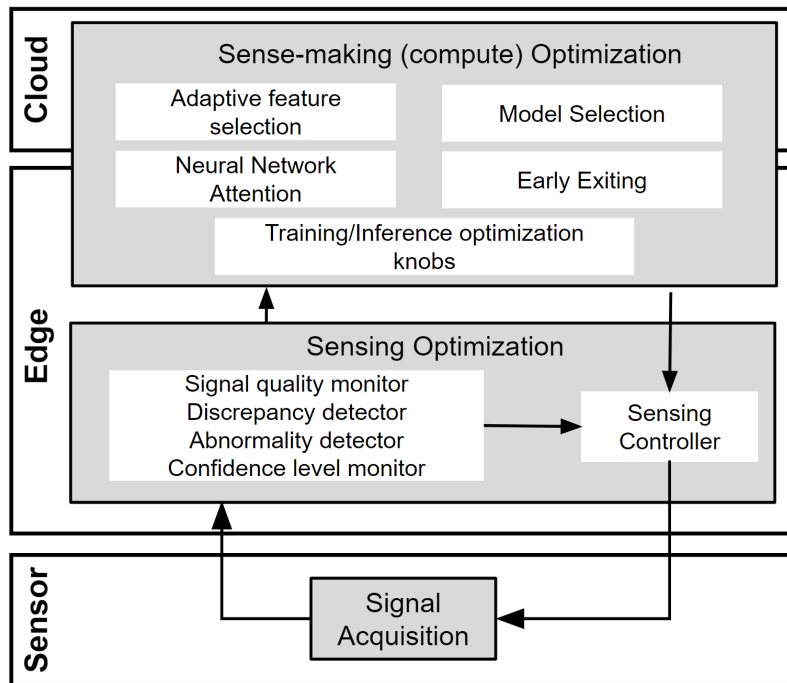 Cloud
Sense-making (compute) Optimization
Adaptive feature
selection
Model Selection
Neural Network
Attention
Early Exiting
Training/Inference optimization
knobs
Edge
Sensing Optimization
Signal quality monitor
Discrepancy detector
Abnormality detector
Confidence level monitor
Sensing
Controller
Sensor
Signal
Acquisition